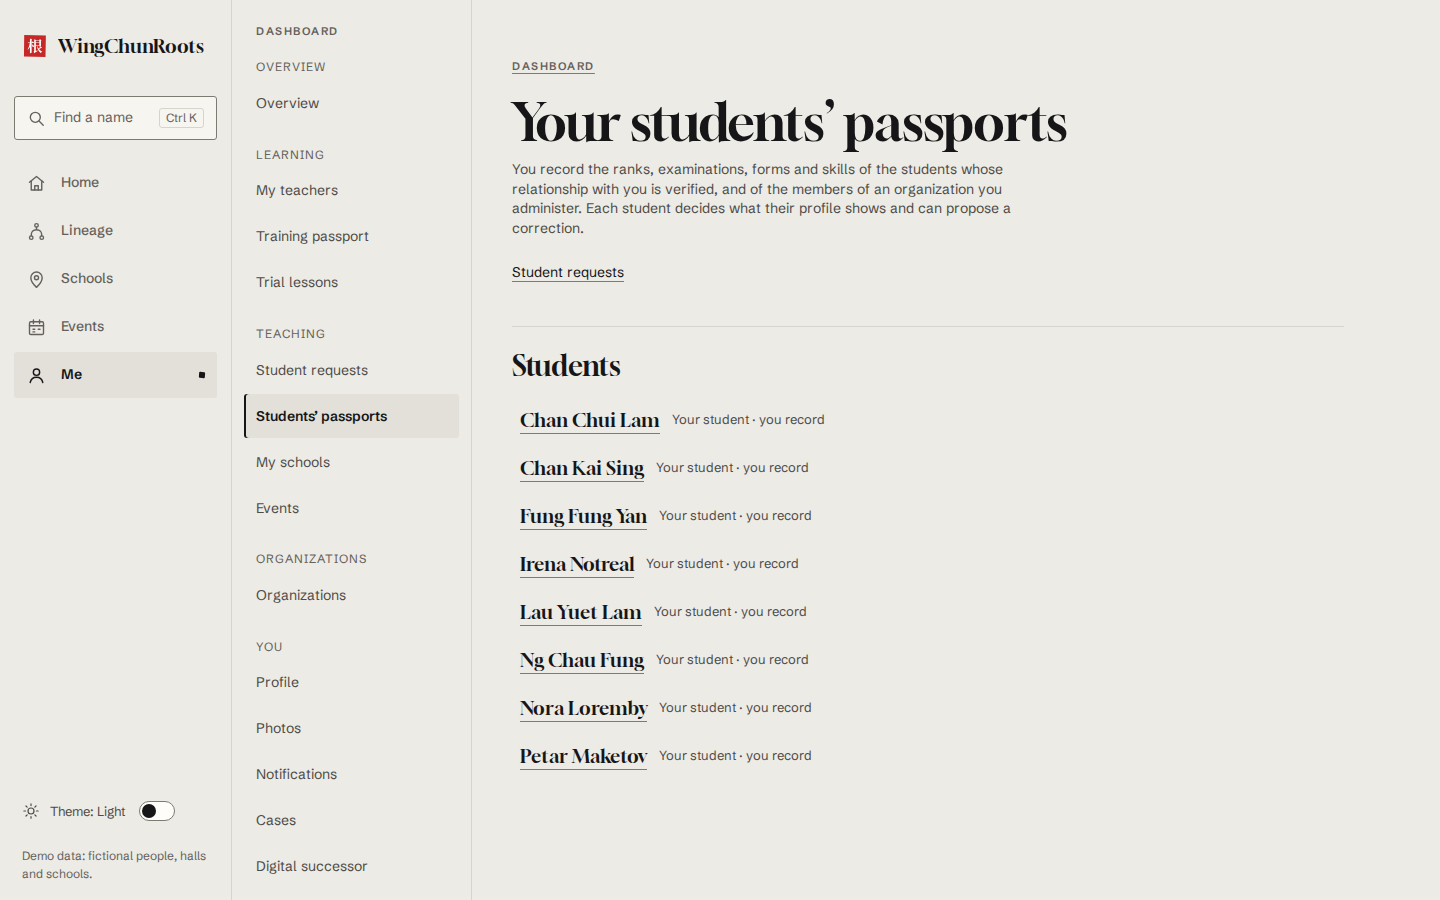 根 WingChunRoots
Find a name Ctrl K
Home
Lineage
Schools
Events
Me
Theme: Light
Demo data: fictional people, halls
and schools.
DASHBOARD
OVERVIEW
Overview
LEARNING
My teachers
Training passport
Trial lessons
TEACHING
Student requests
Students’ passports
My schools
Events
ORGANIZATIONS
Organizations
YOU
Profile
Photos
Notifications
Cases
Digital successor
DASHBOARD
Your students’ passports
You record the ranks, examinations, forms and skills of the students whose
relationship with you is verified, and of the members of an organization you
administer. Each student decides what their profile shows and can propose a
correction.
Student requests
Students
Chan Chui Lam Your student · you record
Chan Kai Sing Your student · you record
Fung Fung Yan Your student · you record
Irena Notreal Your student · you record
Lau Yuet Lam Your student · you record
Ng Chau Fung Your student · you record
Nora Loremby Your student · you record
Petar Maketov Your student · you record